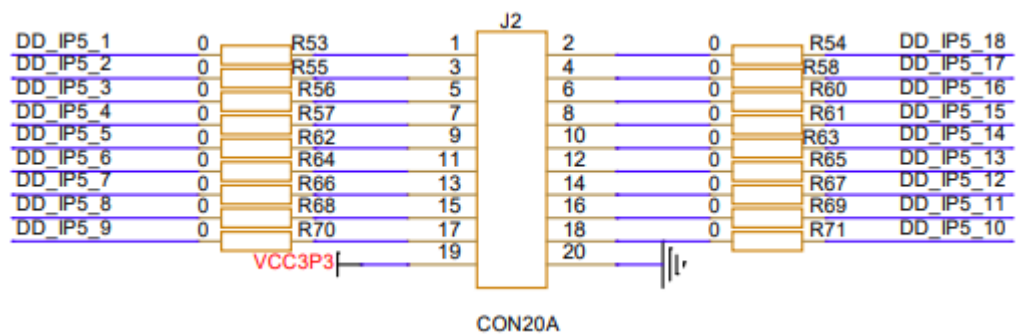 J2
DD_IP5_1 0 R53 1 2 0 R54 DD_IP5_18
DD_IP5_2 0 R55 3 4 0 R58 DD_IP5_17
DD_IP5_3 0 R56 5 6 0 R60 DD_IP5_16
DD_IP5_4 0 R57 7 8 0 R61 DD_IP5_15
DD_IP5_5 0 R62 9 10 0 R63 DD_IP5_14
DD_IP5_6 0 R64 11 12 0 R65 DD_IP5_13
DD_IP5_7 0 R66 13 14 0 R67 DD_IP5_12
DD_IP5_8 0 R68 15 16 0 R69 DD_IP5_11
DD_IP5_9 0 R70 17 18 0 R71 DD_IP5_10
VCC3P3 19 20
CON20A